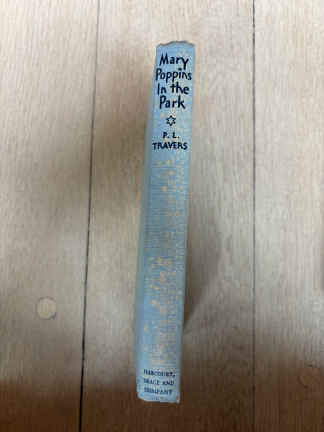 Mary
Poppins
In the
Park
P. L.
TRAVERS
HARCOURT,
BRACE AND
COMPANY